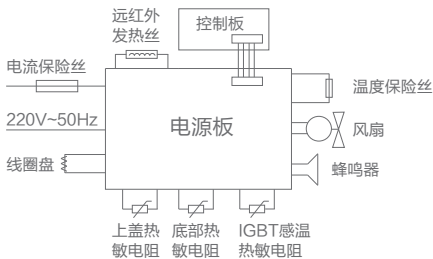 远红外
发热丝
控制板
电流保险丝
温度保险丝
220V~50Hz
电源板
风扇
线圈盘
蜂鸣器
上盖热
敏电阻
底部热
敏电阻
IGBT感温
热敏电阻